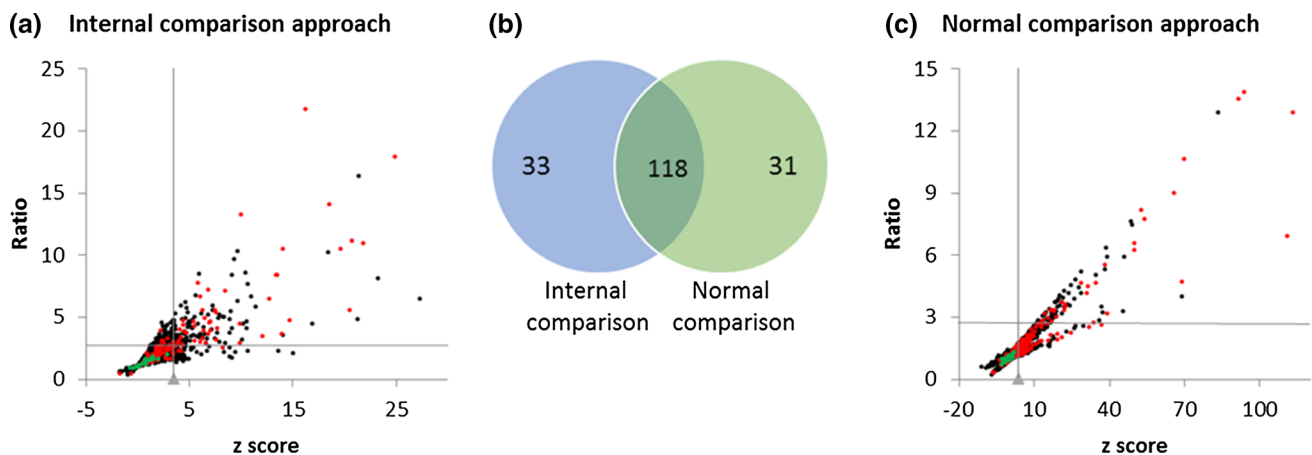 (a) Internal comparison approach
25
20
15
10
5
0
Ratio
-5 5 15 25
z score
(b)
33 118 31
Internal comparison
Normal comparison
(c) Normal comparison approach
15
12
9
6
3
0
Ratio
-20 10 40 70 100
z score